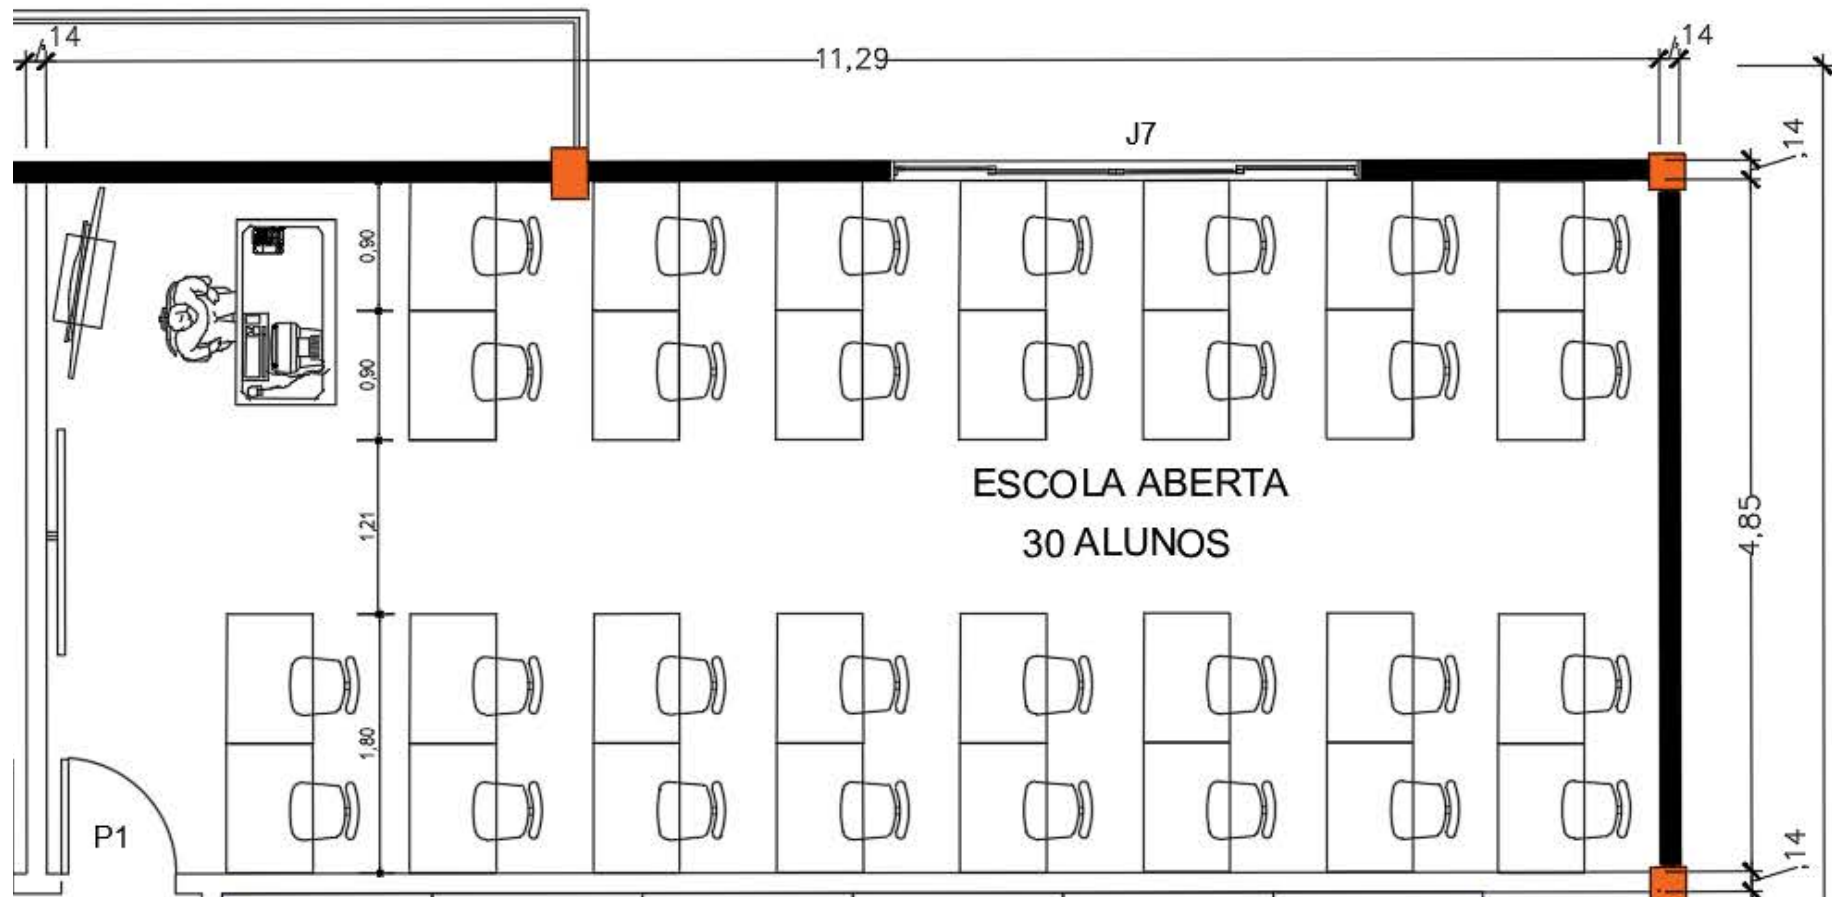 ,14
11,29
,14
J7
,14
0,90
0,90
ESCOLA ABERTA
30 ALUNOS
1,21
4,85
1,80
P1
,14